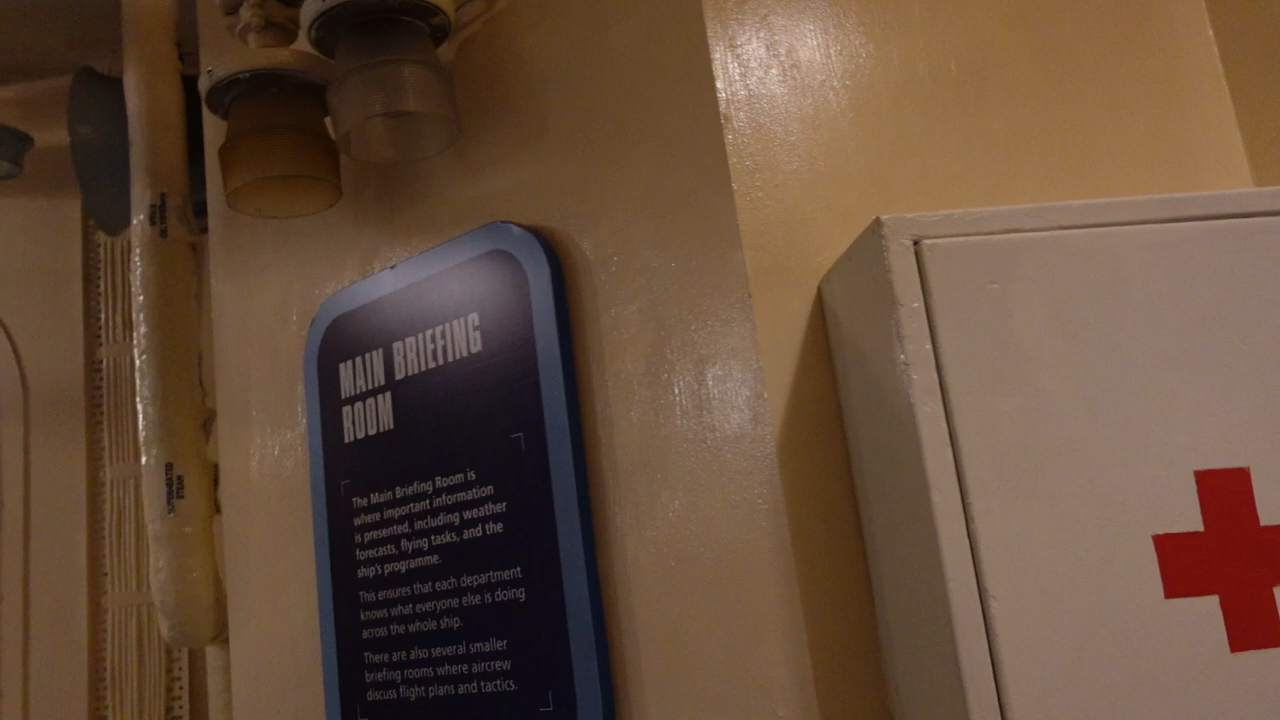 MAIN BRIEFING
ROOM
The Main Briefing Room is
where important information
is presented, including weather
forecasts, flying tasks, and the
ship's programme.
This ensures that each department
knows what everyone else is doing
across the whole ship.
There are also several smaller
briefing rooms where aircrew
discuss flight plans and tactics.
SUPERHEATED
STEAM